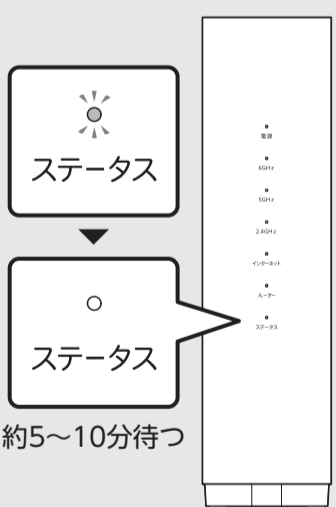 ステータス
ステータス
約5〜10分待つ
電源
6GHz
5GHz
2.4GHz
インターネット
ルーター
ステータス